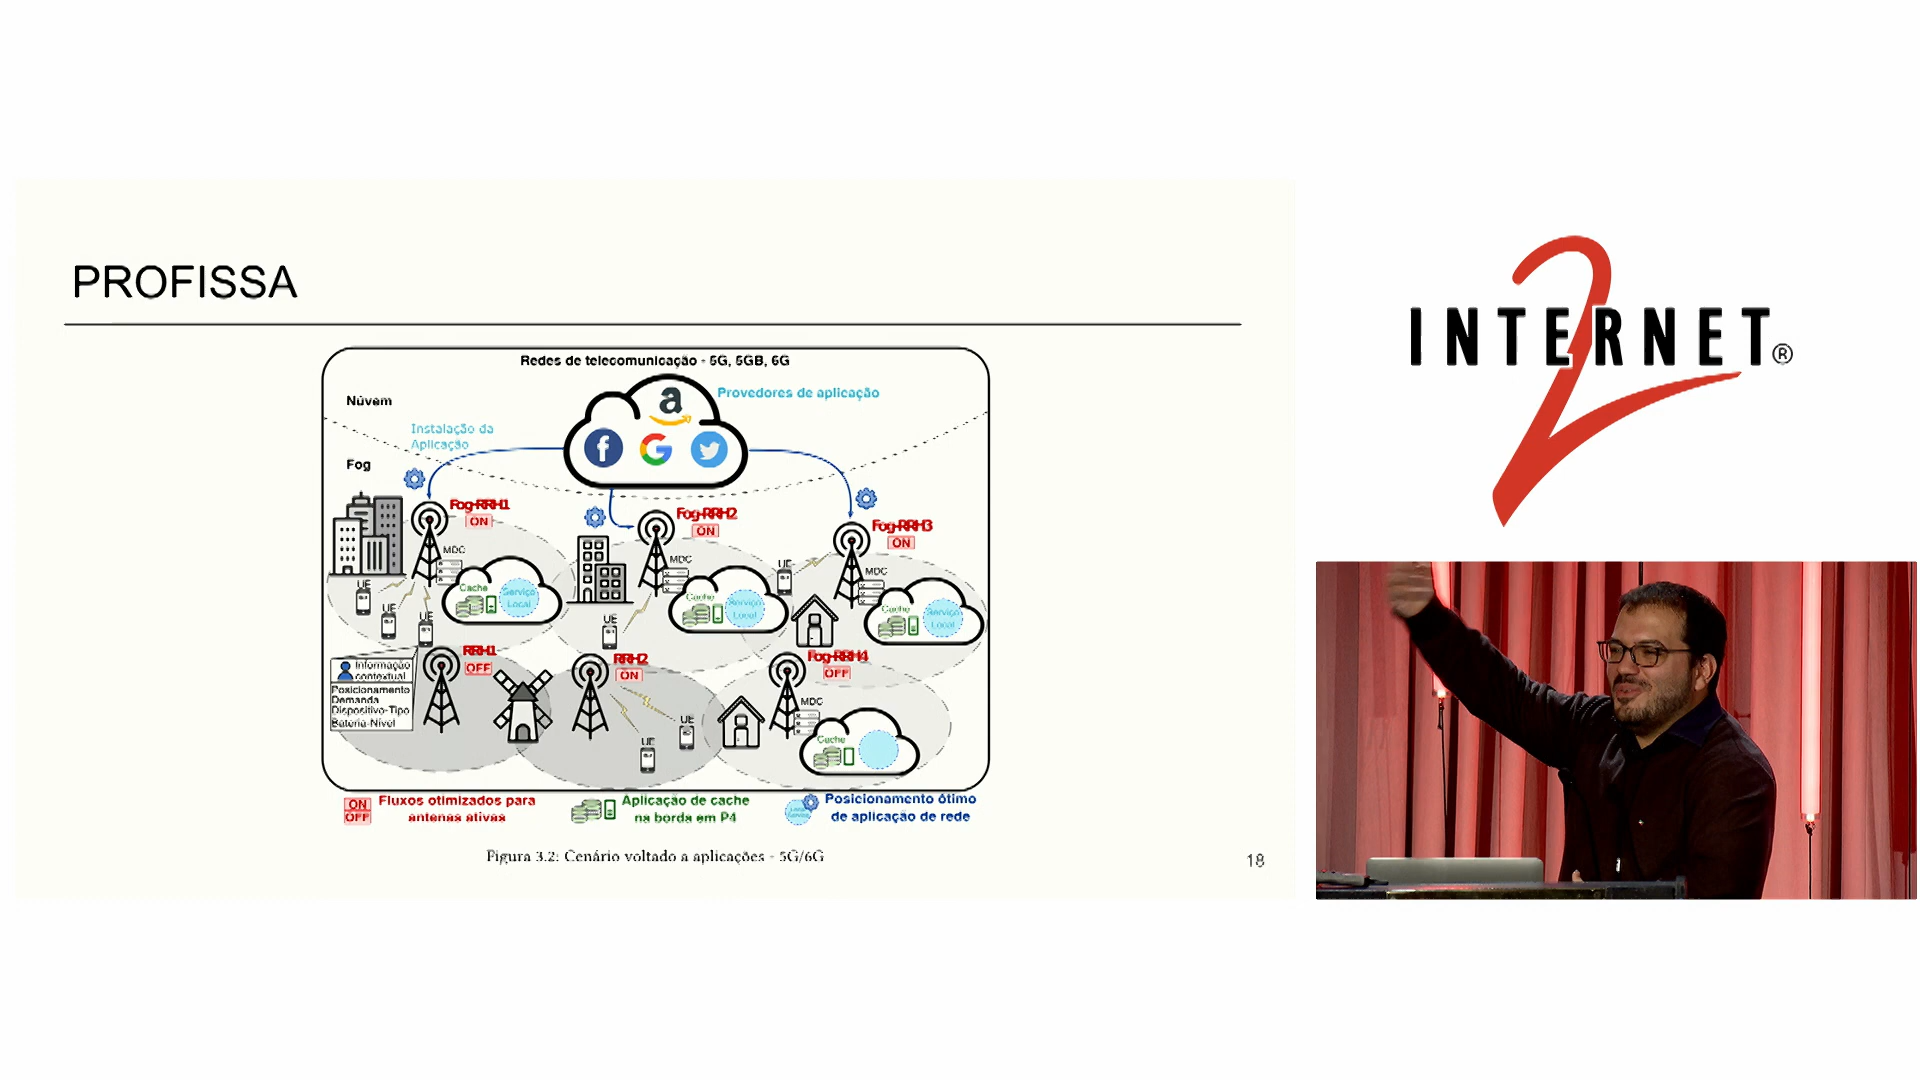 PROFISSA
Redes de telecomunicação - 5G, 5GB, 6G
Núvem
Provedores de aplicação
a
f G
Instalação da
Aplicação
Fog
Fog-RRH1
ON
MDC
Fog-RRH2
ON
MDC
Fog-RRH3
ON
MDC
UE
UE
UE
UE
UE
Cache
Serviço
Local
Cache
Serviço
Local
Cache
Serviço
Local
RRH1
OFF
RRH2
ON
Fog-RRH4
OFF
MDC
Informação
contextual
Posicionamento
Demanda
Dispositivo-Tipo
Bateria-Nível
UE
UE
Cache
ON
OFF
Fluxos otimizados para
antenas ativas
Aplicação de cache
na borda em P4
Posicionamento ótimo
de aplicação de rede
Figura 3.2: Cenário voltado a aplicações - 5G/6G
18
INTERNET®
2